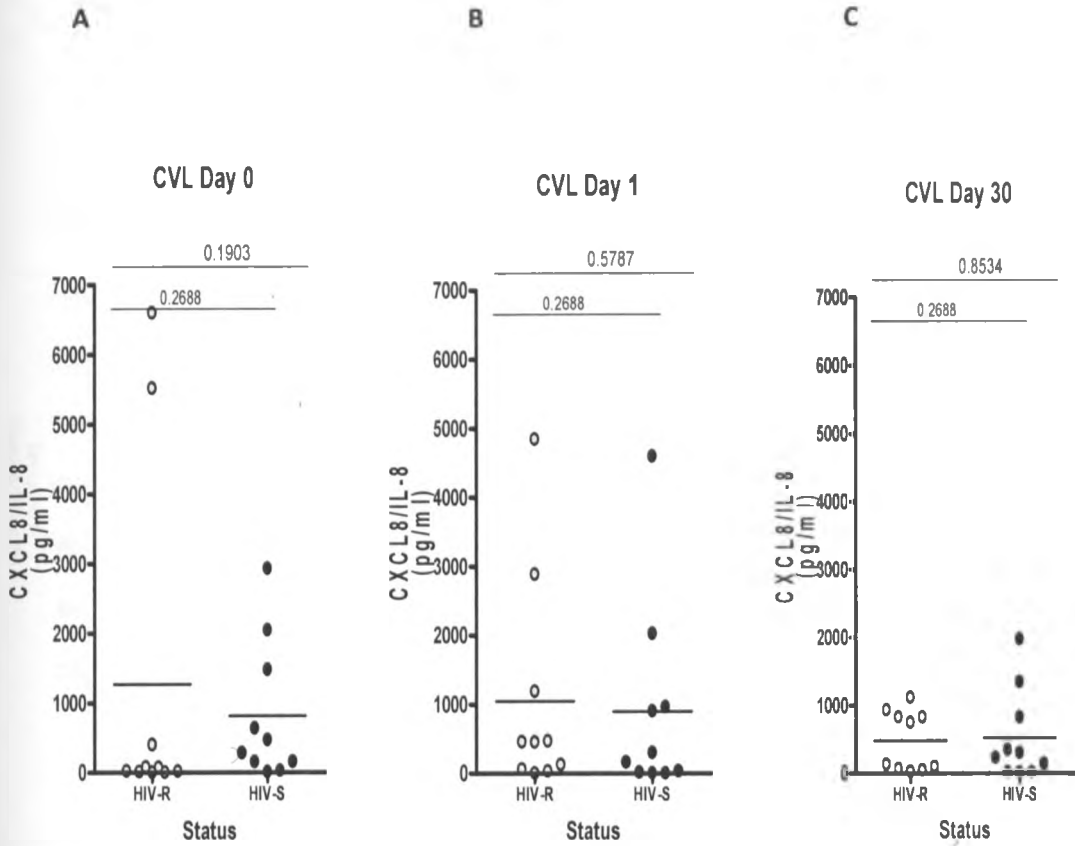 A
B
C
CVL Day 0
CVL Day 1
CVL Day 30
0.1903
0.2688
7000
6000
5000
4000
3000
2000
1000
0
CXCL8/IL-8
(pg/ml)
HIV-R
HIV-S
Status
0.5787
0.2688
7000
6000
5000
4000
3000
2000
1000
0
CXCL8/IL-8
(pg/ml)
HIV-R
HIV-S
Status
0.8534
0 2688
7000
6000
5000
4000
3000
2000
1000
0
CXCL8/IL-8
(pg/ml)
HIV-R
HIV-S
Status